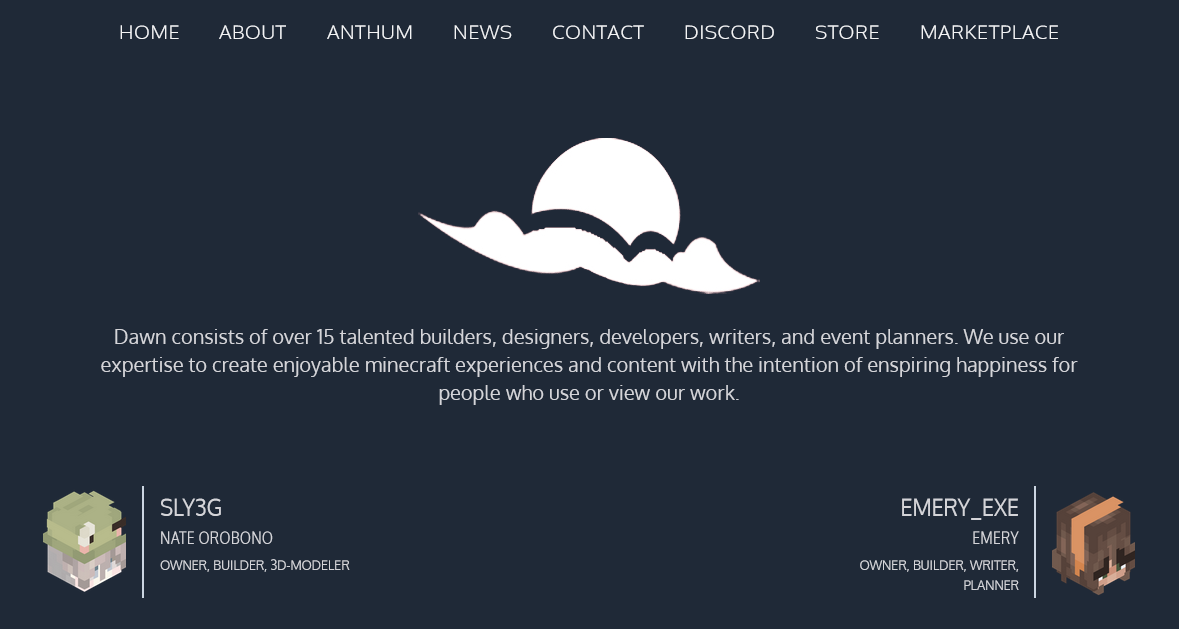 HOME ABOUT ANTHUM NEWS CONTACT DISCORD STORE MARKETPLACE
Dawn consists of over 15 talented builders, designers, developers, writers, and event planners. We use our
expertise to create enjoyable minecraft experiences and content with the intention of enspiring happiness for
people who use or view our work.
SLY3G
NATE OROBONO
OWNER, BUILDER, 3D-MODELER
EMERY_EXE
EMERY
OWNER, BUILDER, WRITER,
PLANNER